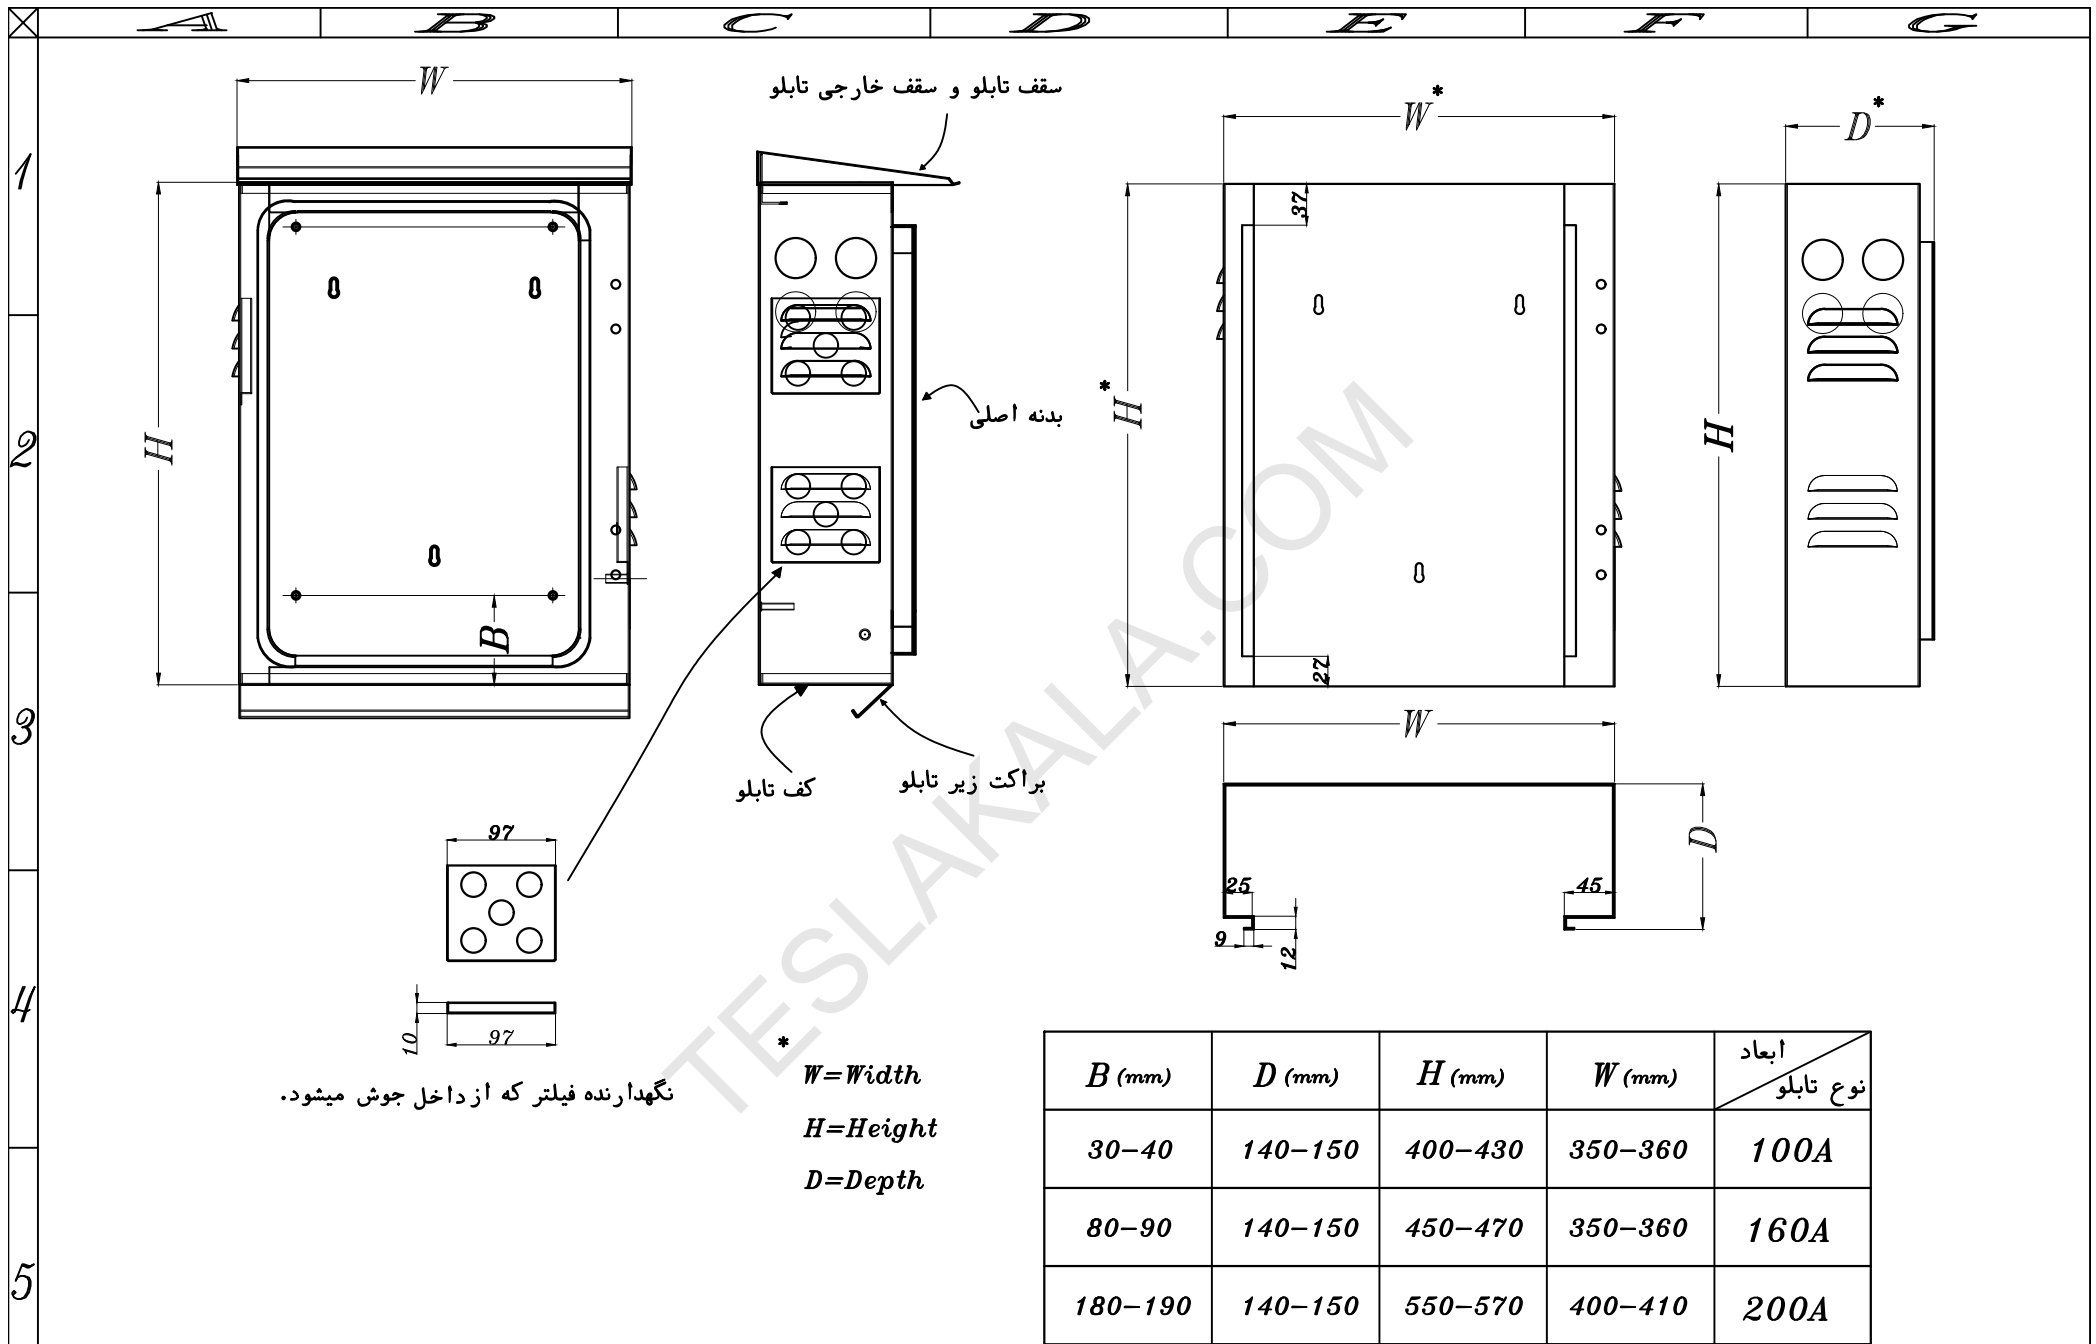 A B C D E F G
1
2
3
4
5
W
سقف تابلو و سقف خارجی تابلو
W*
D*
37
H
بدنه اصلی
H*
H
B
27
کف تابلو
براکت زیر تابلو
W
D
97
25
45
9
12
10
97
نگهدارنده فیلتر که از داخل جوش میشود.
*
W=Width
H=Height
D=Depth
B (mm) D (mm) H (mm) W (mm) ابعاد
نوع تابلو
30-40 140-150 400-430 350-360 100A
80-90 140-150 450-470 350-360 160A
180-190 140-150 550-570 400-410 200A
TESLAKALA.COM